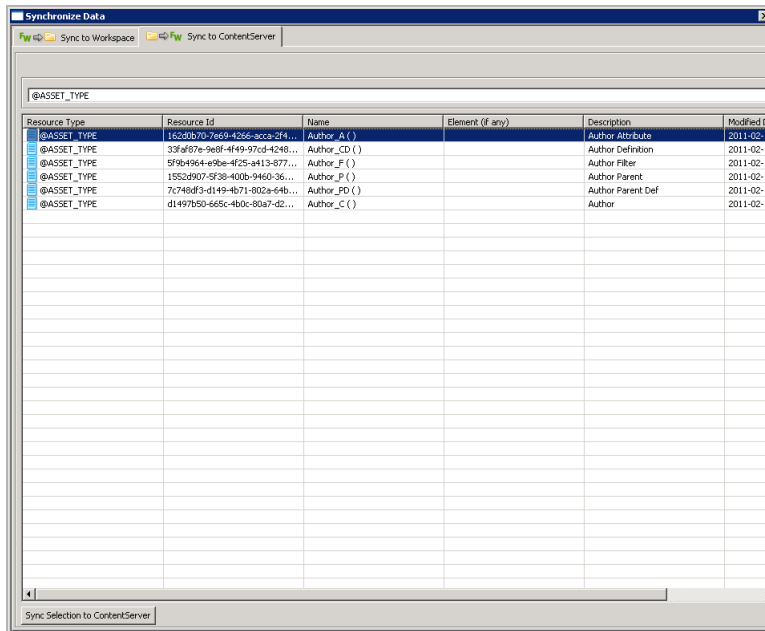 Synchronize Data
FW Sync to Workspace FW Sync to ContentServer
@ASSET_TYPE
Resource Type Resource Id Name Element (if any) Description Modified D
@ASSET_TYPE 162d0b70-7e69-4266-acca-2f4... Author_A ( ) Author Attribute 2011-02-
@ASSET_TYPE 33faf87e-9e8f-4f49-97cd-4248... Author_CD ( ) Author Definition 2011-02-
@ASSET_TYPE 5f9b4964-e9be-4f25-a413-877... Author_F ( ) Author Filter 2011-02-
@ASSET_TYPE 1552d907-5f38-400b-9460-36... Author_P ( ) Author Parent 2011-02-
@ASSET_TYPE 7c748df3-d149-4b71-802a-64b... Author_PD ( ) Author Parent Def 2011-02-
@ASSET_TYPE d1497b50-665c-4b0c-80a7-d2... Author_C ( ) Author 2011-02-
Sync Selection to ContentServer